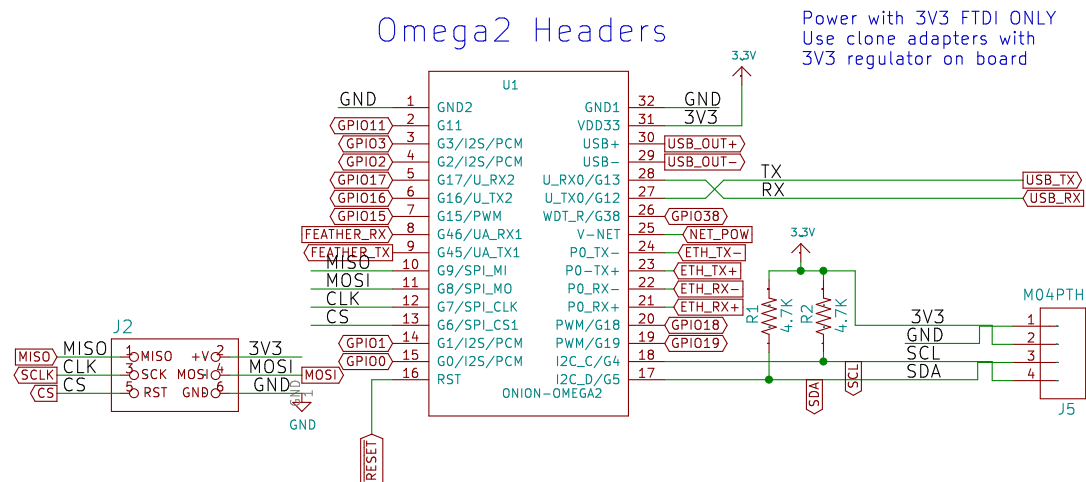 Omega2 Headers
Power with 3V3 FTDI ONLY
Use clone adapters with
3V3 regulator on board
3.3V
U1
GND 1 GND2
GPIO11 2 G11
GPIO3 3 G3/I2S/PCM
GPIO2 4 G2/I2S/PCM
GPIO17 5 G17/U_RX2
GPIO16 6 G16/U_TX2
GPIO15 7 G15/PWM
FEATHER_RX 8 G46/UA_RX1
FEATHER_TX 9 G45/UA_TX1
MISO 10 G9/SPI_MI
MOSI 11 G8/SPI_MO
CLK 12 G7/SPI_CLK
CS 13 G6/SPI_CS1
GPIO1 14 G1/I2S/PCM
GPIO0 15 G0/I2S/PCM
16 RST
RESET
GND1 32 GND
VDD33 31 3V3
USB+ 30 USB_OUT+
USB- 29 USB_OUT-
U_RX0/G13 28 TX USB_TX
U_TX0/G12 27 RX USB_RX
WDT_R/G38 26 GPIO38
V-NET 25 NET_POW
PO_TX- 24 ETH_TX-
PO-TX+ 23 ETH_TX+
PO_RX- 22 ETH_RX-
PO_RX+ 21 ETH_RX+
PWM/G18 20 GPIO18
PWM/G19 19 GPIO19
I2C_C/G4 18
I2C_D/G5 17
ONION-OMEGA2
3.3V
R1 4.7K
R2 4.7K
SDA
SCL
M04PTH
3V3 1
GND 2
SCL 3
SDA 4
J5
J2
MISO MISO 1 MISO +V 2 3V3
SCLK CLK 3 SCK MOSI 4 MOSI MOSI
CS CS 5 RST GND 6 GND
GND 1
GND